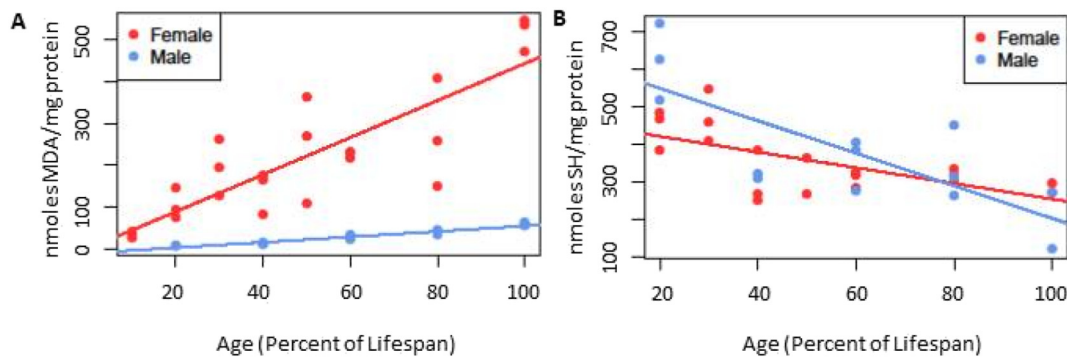 A
Female
Male
nmoles MDA/mg protein
500
300
100
0
20
40
60
80
100
Age (Percent of Lifespan)
B
Female
Male
nmoles SH/mg protein
700
500
300
100
20
40
60
80
100
Age (Percent of Lifespan)